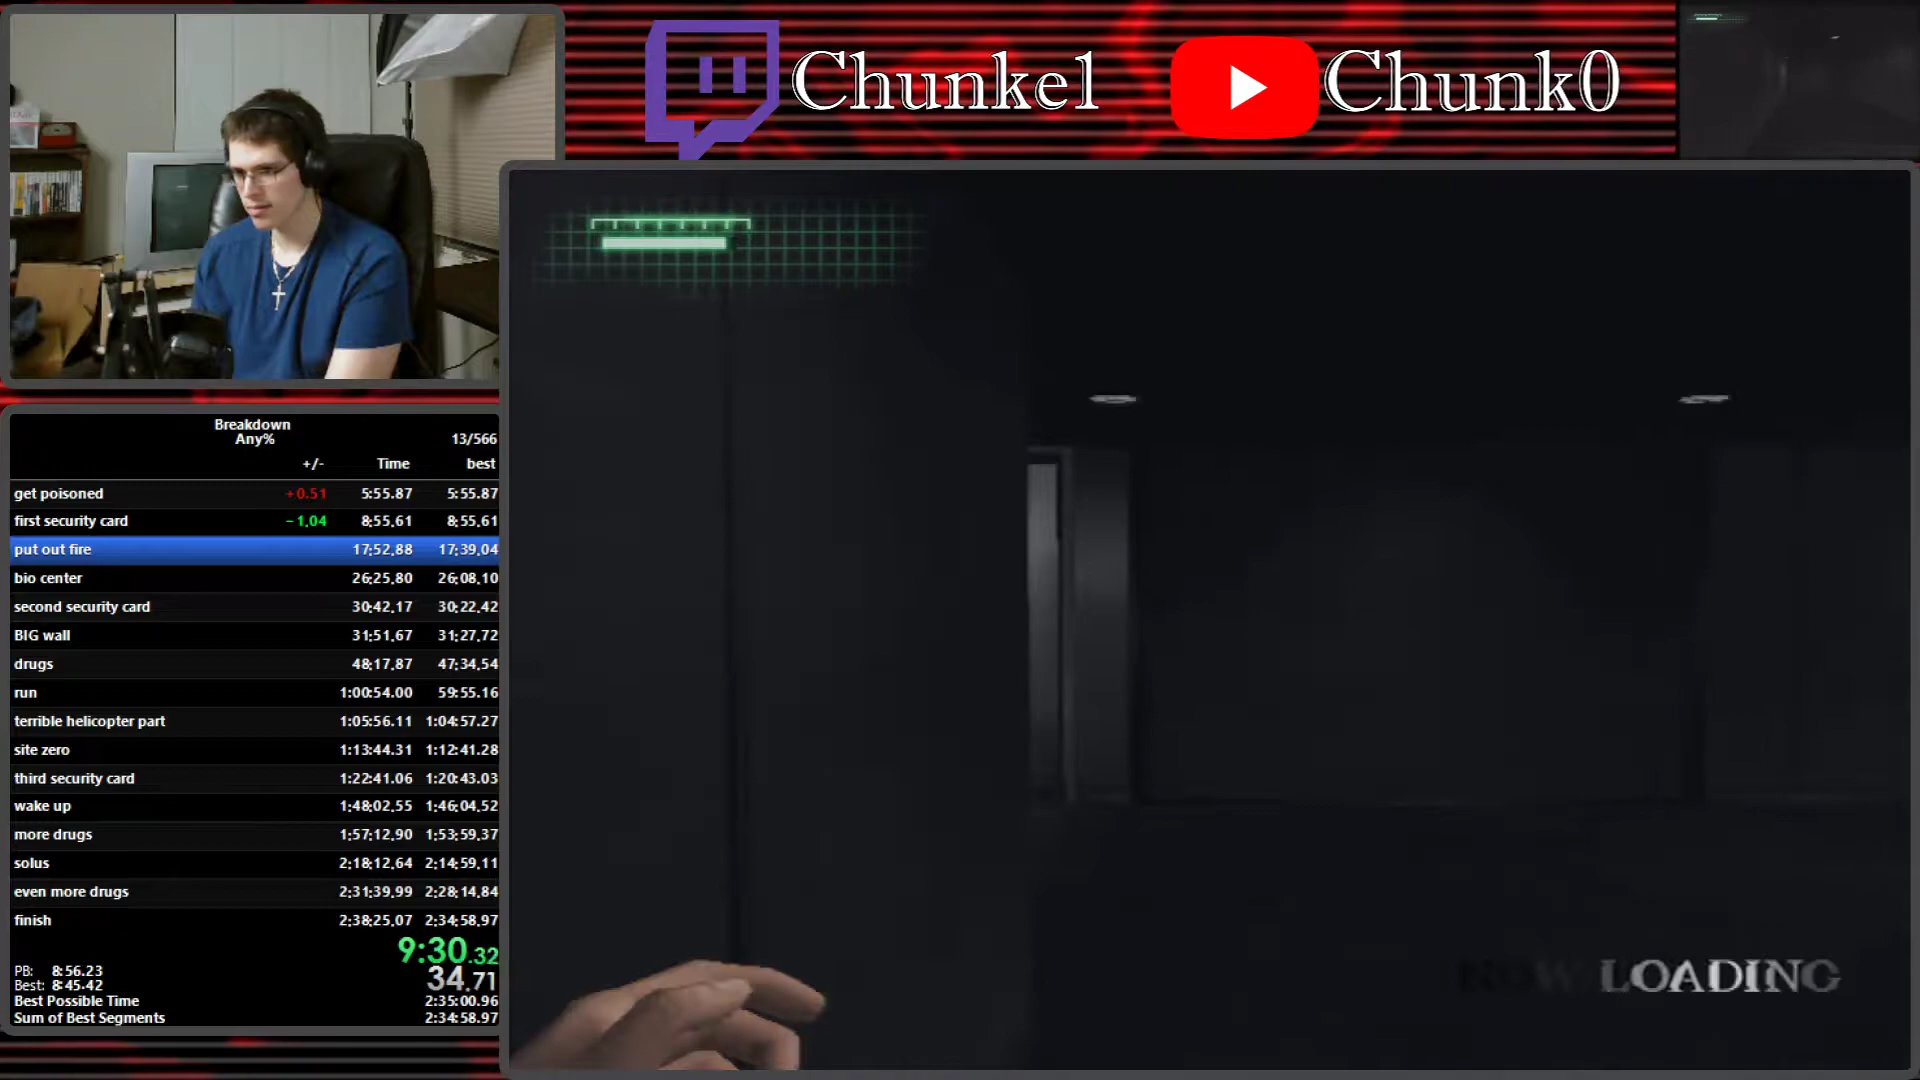 Chunke1
Chunk0
Breakdown
Any% 13/566
+/- Time best
get poisoned +0.51 5:55.87 5:55.87
first security card -1.04 8:55.61 8:55.61
put out fire 17:52.88 17:39.04
bio center 26:25.80 26:08.10
second security card 30:42.17 30:22.42
BIG wall 31:51.67 31:27.72
drugs 48:17.87 47:34.54
run 1:00:54.00 59:55.16
terrible helicopter part 1:05:56.11 1:04:57.27
site zero 1:13:44.31 1:12:41.28
third security card 1:22:41.06 1:20:43.03
wake up 1:48:02.55 1:46:04.52
more drugs 1:57:12.90 1:53:59.37
solus 2:18:12.64 2:14:59.11
even more drugs 2:31:39.99 2:28:14.84
finish 2:38:25.07 2:34:58.97
9:30.32
PB: 8:56.23 34.71
Best: 8:45.42
Best Possible Time 2:35:00.96
Sum of Best Segments 2:34:58.97
NOW LOADING